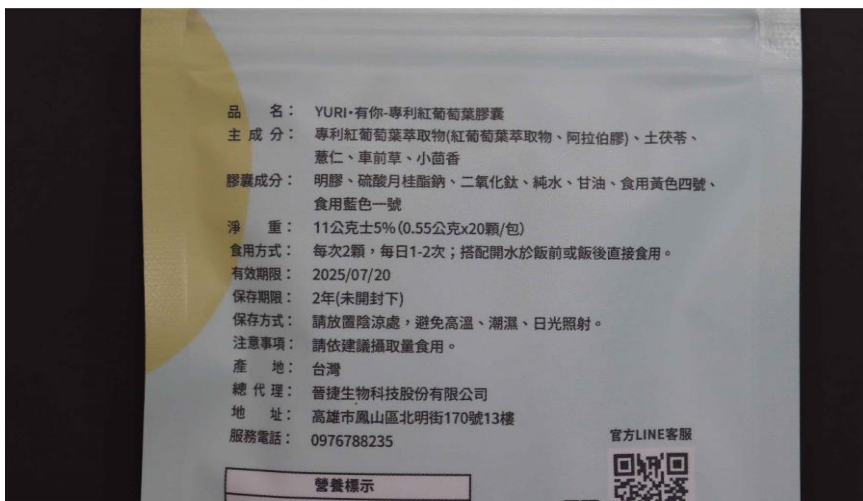 品名： YURI・有你-專利紅葡萄葉膠囊
主成分： 專利紅葡萄葉萃取物(紅葡萄葉萃取物、阿拉伯膠)、土茯苓、
薏仁、車前草、小茴香
膠囊成分： 明膠、硫酸月桂酯鈉、二氧化鈦、純水、甘油、食用黃色四號、
食用藍色一號
淨重： 11公克±5%(0.55公克x20顆/包)
食用方式： 每次2顆，每日1-2次；搭配開水於飯前或飯後直接食用。
有效期限： 2025/07/20
保存期限： 2年(未開封下)
保存方式： 請放置陰涼處，避免高溫、潮濕、日光照射。
注意事項： 請依建議攝取量食用。
產地： 台灣
總代理： 晉捷生物科技股份有限公司
地址： 高雄市鳳山區北明街170號13樓
服務電話： 0976788235
官方LINE客服
營養標示